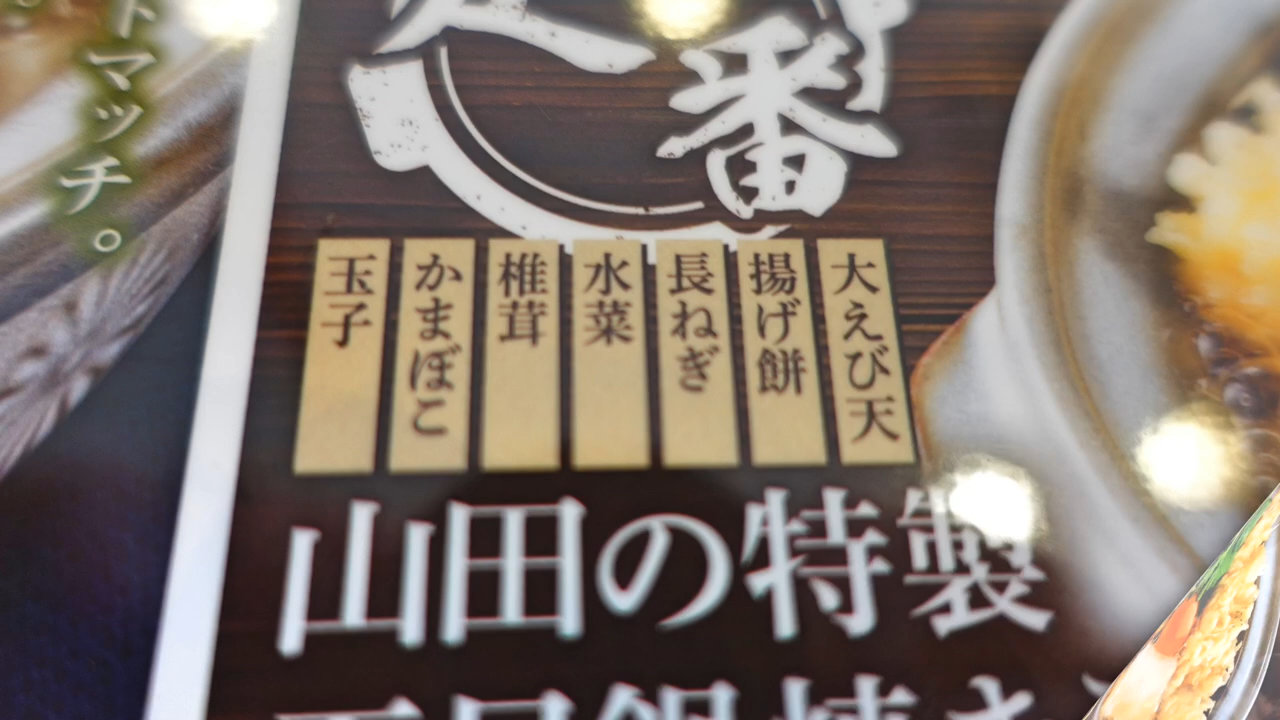 番
大えび天
揚げ餅
長ねぎ
水菜
椎茸
かまぼこ
玉子
山田の特製
トマッチ。